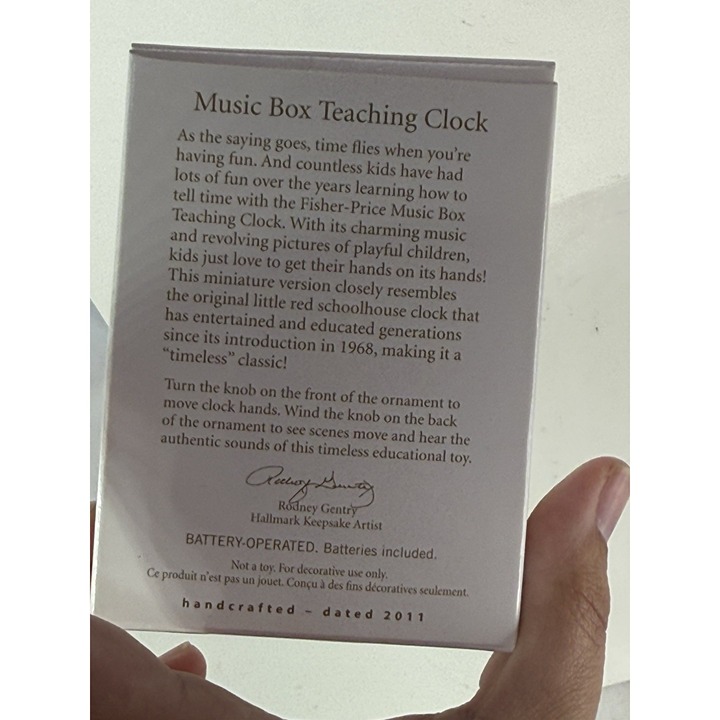 Music Box Teaching Clock
As the saying goes, time flies when you're
having fun. And countless kids have had
lots of fun over the years learning how to
tell time with the Fisher-Price Music Box
Teaching Clock. With its charming music
and revolving pictures of playful children,
kids just love to get their hands on its hands!
This miniature version closely resembles
the original little red schoolhouse clock that
has entertained and educated generations
since its introduction in 1968, making it a
“timeless” classic!
Turn the knob on the front of the ornament to
move clock hands. Wind the knob on the back
of the ornament to see scenes move and hear the
authentic sounds of this timeless educational toy.
Rodney Gentry
Rodney Gentry
Hallmark Keepsake Artist
BATTERY-OPERATED. Batteries included.
Not a toy. For decorative use only.
Ce produit n'est pas un jouet. Conçu à des fins décoratives seulement.
handcrafted – dated 2011